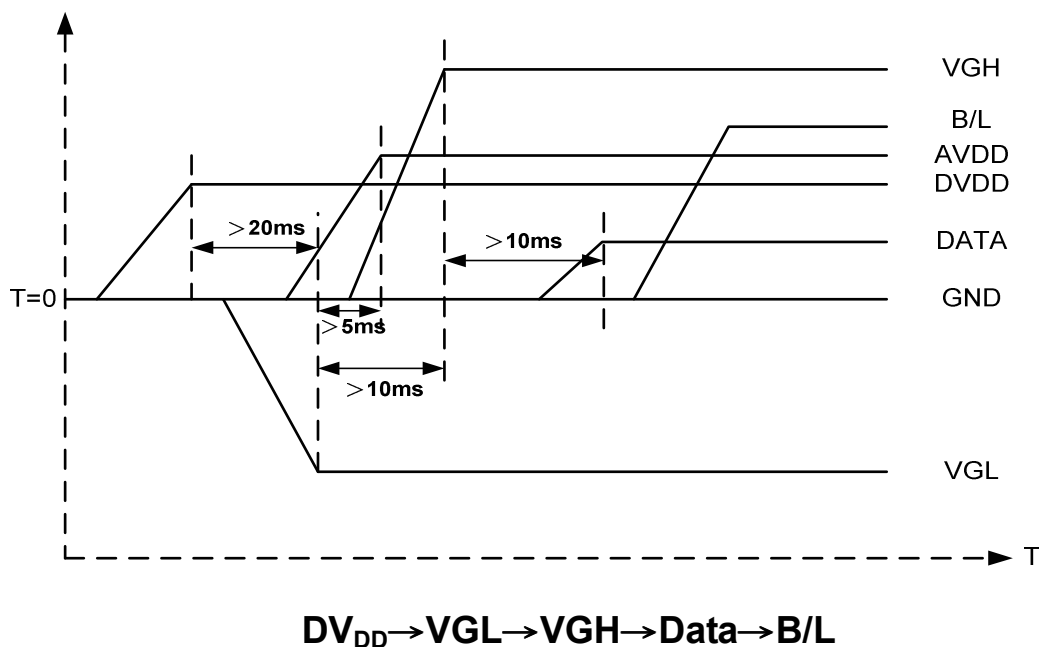 VGH
B/L
AVDD
DVDD
>20ms
>10ms
DATA
T=0
GND
>5ms
>10ms
VGL
T
DVDD→VGL→VGH→Data→B/L